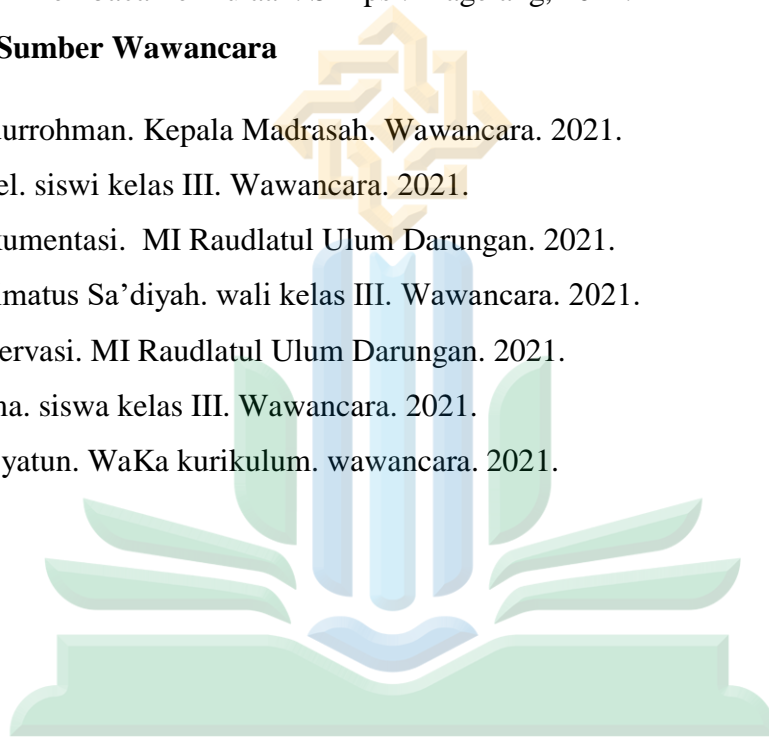 Sumber Wawancara
urrohman. Kepala Madrasah. Wawancara. 2021.
el. siswi kelas III. Wawancara. 2021.
kumentasi. MI Raudlatul Ulum Darungan. 2021.
matus Sa’diyah. wali kelas III. Wawancara. 2021.
ervasi. MI Raudlatul Ulum Darungan. 2021.
na. siswa kelas III. Wawancara. 2021.
yatun. WaKa kurikulum. wawancara. 2021.